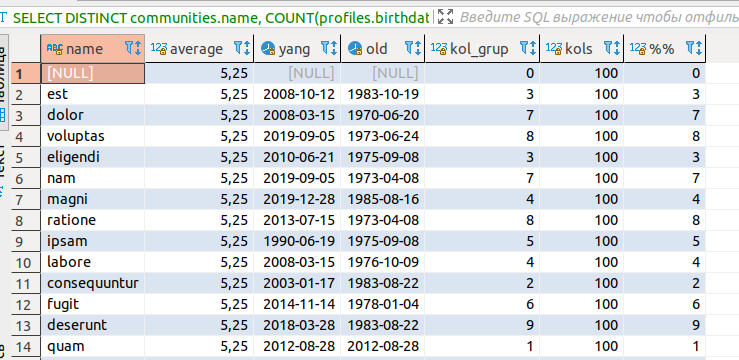 SELECT DISTINCT communities.name, COUNT(profiles.birthdat Введите SQL выражение чтобы отфиль
Таблица
Текст
ABC name 123 average yang old 123 kol_grup 123 kols 123 %%
1 [NULL] 5,25 [NULL] [NULL] 0 100 0
2 est 5,25 2008-10-12 1983-10-19 3 100 3
3 dolor 5,25 2008-03-15 1970-06-20 7 100 7
4 voluptas 5,25 2019-09-05 1973-06-24 8 100 8
5 eligendi 5,25 2010-06-21 1975-09-08 3 100 3
6 nam 5,25 2019-09-05 1973-04-08 7 100 7
7 magni 5,25 2019-12-28 1985-08-16 4 100 4
8 ratione 5,25 2013-07-15 1973-04-08 8 100 8
9 ipsam 5,25 1990-06-19 1975-09-08 5 100 5
10 labore 5,25 2008-03-15 1976-10-09 4 100 4
11 consequuntur 5,25 2003-01-17 1983-08-22 2 100 2
12 fugit 5,25 2014-11-14 1978-01-04 6 100 6
13 deserunt 5,25 2018-03-28 1983-08-22 9 100 9
14 quam 5,25 2012-08-28 2012-08-28 1 100 1